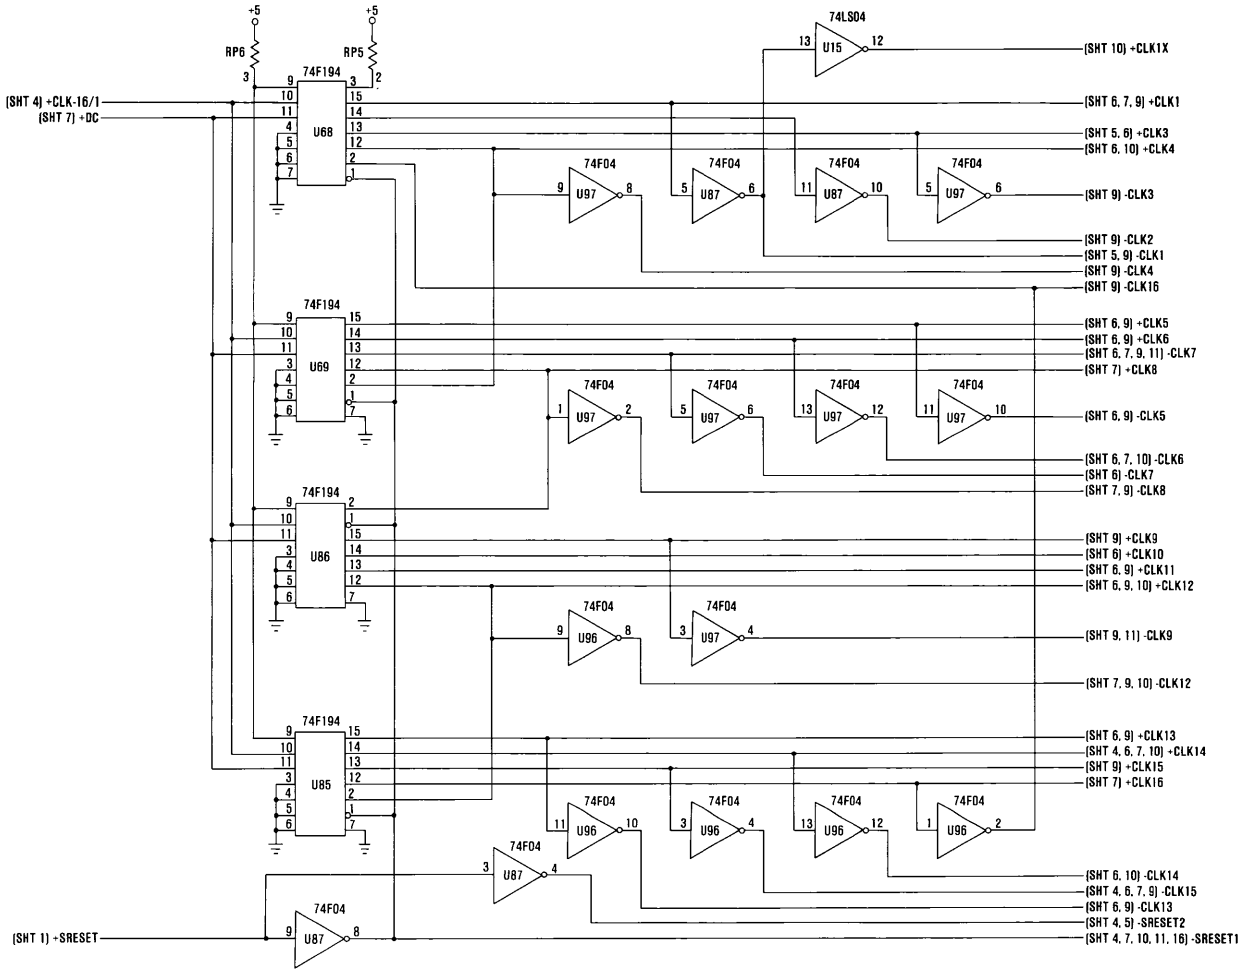 +5 +5
RP6 RP5
3 2
74LS04
13 U15 12 (SHT 10) +CLK1X
74F194
9 3
(SHT 4) +CLK-16/1 10 15 (SHT 6, 7, 9) +CLK1
(SHT 7) +DC 11 14
4 U68 13 (SHT 5, 6) +CLK3
5 12 (SHT 6, 10) +CLK4
6 2
7 1
74F04 74F04 74F04 74F04
9 U97 8 5 U87 6 11 U87 10 5 U97 6 (SHT 9) -CLK3
(SHT 9) -CLK2
(SHT 5, 9) -CLK1
(SHT 9) -CLK4
(SHT 9) -CLK16
74F194
9 15 (SHT 6, 9) +CLK5
10 14 (SHT 6, 9) +CLK6
11 13 (SHT 6, 7, 9, 11) -CLK7
3 U69 12 (SHT 7) +CLK8
4 2
5 1
6 7
74F04 74F04 74F04 74F04
1 U97 2 5 U97 6 13 U97 12 11 U97 10 (SHT 6, 9) -CLK5
(SHT 6, 7, 10) -CLK6
(SHT 6) -CLK7
(SHT 7, 9) -CLK8
74F194
9 2
10 1
11 15 (SHT 9) +CLK9
3 U86 14 (SHT 6) +CLK10
4 13 (SHT 6, 9) +CLK11
5 12 (SHT 6, 9, 10) +CLK12
6 7
74F04 74F04
9 U96 8 3 U97 4 (SHT 9, 11) -CLK9
(SHT 7, 9, 10) -CLK12
74F194
9 15 (SHT 6, 9) +CLK13
10 14 (SHT 4, 6, 7, 10) +CLK14
11 13 (SHT 9) +CLK15
3 U85 12 (SHT 7) +CLK16
4 2
5 1
6 7
74F04 74F04 74F04 74F04
11 U96 10 3 U96 4 13 U96 12 1 U96 2
74F04
3 U87 4 (SHT 6, 10) -CLK14
(SHT 4, 6, 7, 9) -CLK15
(SHT 6, 9) -CLK13
(SHT 4, 5) -SRESET2
74F04
(SHT 1) +SRESET 9 U87 8 (SHT 4, 7, 10, 11, 16) -SRESET1